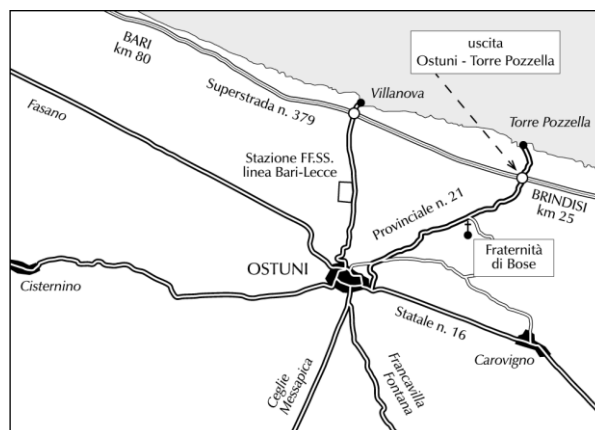 BARI
km 80
uscita
Ostuni - Torre Pozzella
Villanova
Superstrada n. 379
Fasano
Torre Pozzella
Stazione FF.SS.
linea Bari-Lecce
BRINDISI
km 25
Provinciale n. 21
Fraternità
di Bose
OSTUNI
Cisternino
Statale n. 16
Carovigno
Ceglie
Messapica
Francavilla
Fontana